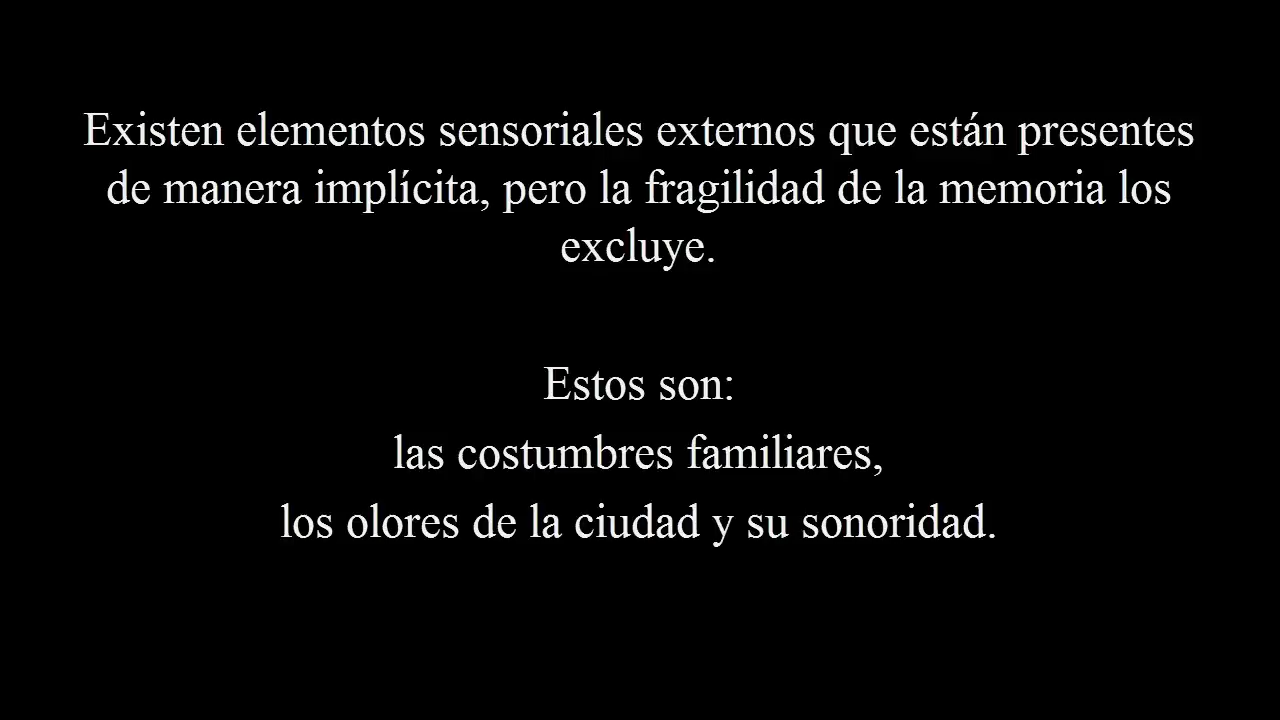 Existen elementos sensoriales externos que están presentes
de manera implícita, pero la fragilidad de la memoria los
excluye.
Estos son:
las costumbres familiares,
los olores de la ciudad y su sonoridad.